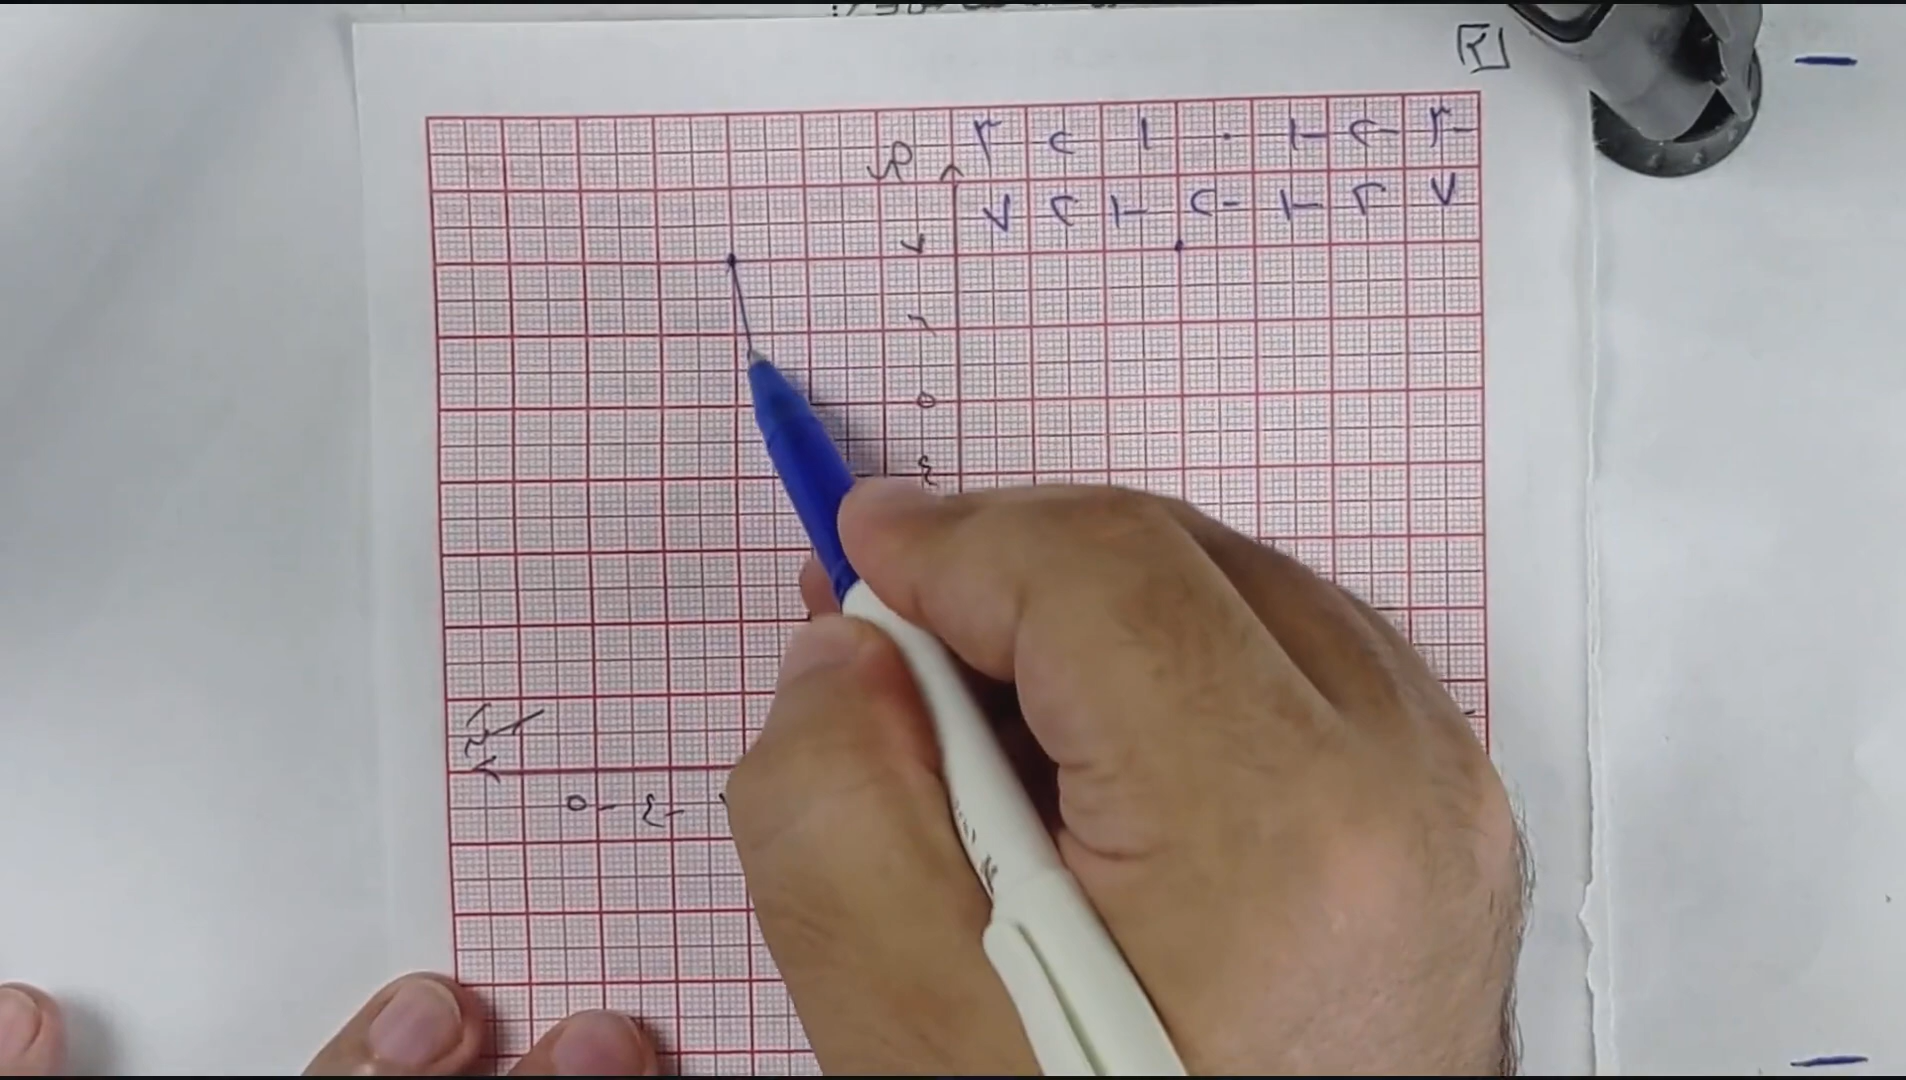 ٢
-٣ -٢ -١ ٠ ١ ٢ ٣
٧ ٢ -١ -٢ -١ ٢ ٧
ص
٧
٦
٥
٤
س
-٤ -٥